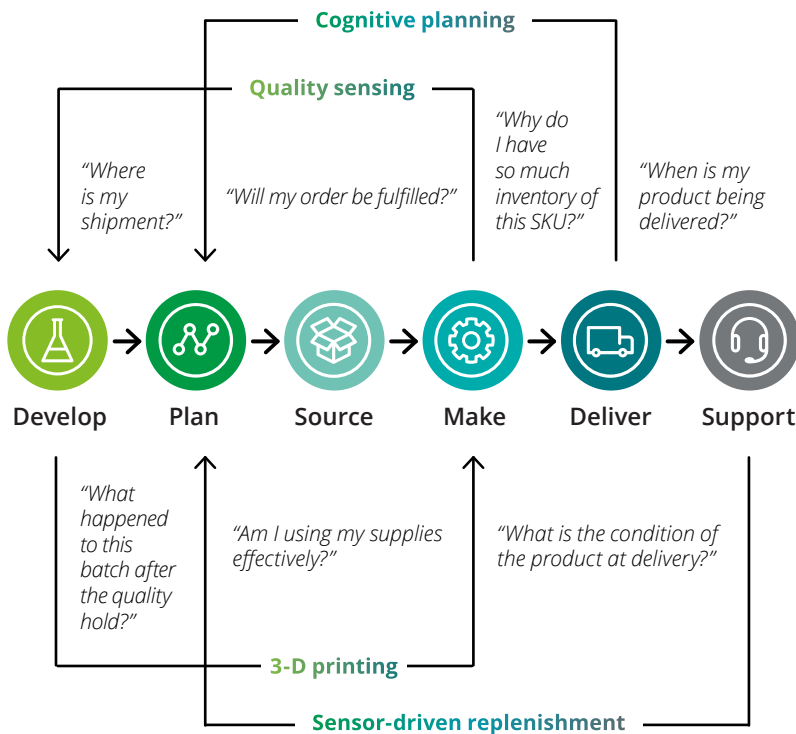 Cognitive planning
Quality sensing
“Where
is my
shipment?”
“Will my order be fulfilled?”
“Why do
I have
so much
inventory of
this SKU?”
“When is my
product being
delivered?”
Develop
Plan
Source
Make
Deliver
Support
“What
happened
to this
batch after
the quality
hold?”
“Am I using my supplies
effectively?”
“What is the condition of
the product at delivery?”
3-D printing
Sensor-driven replenishment